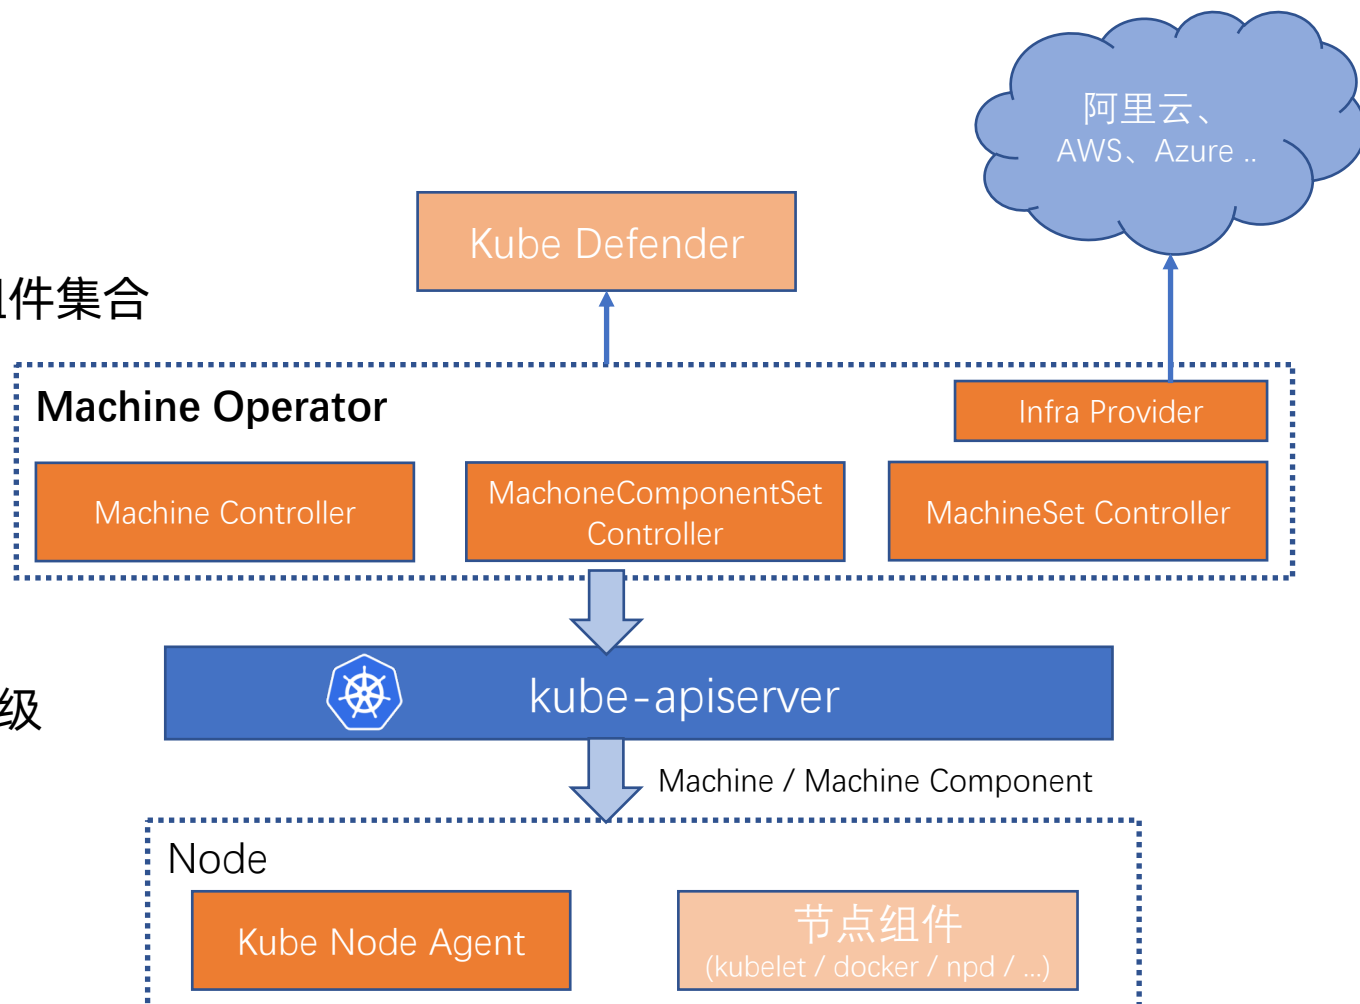 阿里云、
AWS、Azure ..
Kube Defender
组件集合
Machine Operator
Infra Provider
Machine Controller
MachoneComponentSet
Controller
MachineSet Controller
级
kube-apiserver
Machine / Machine Component
Node
Kube Node Agent
节点组件
(kubelet / docker / npd / ...)